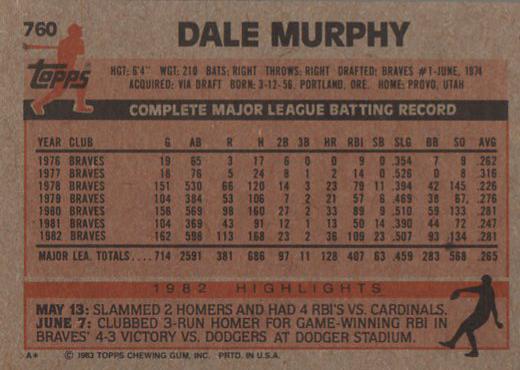 760
DALE MURPHY
Topps
HGT: 6'4" WGT: 210 BATS: RIGHT THROWS: RIGHT DRAFTED: BRAVES #1-JUNE, 1974
ACQUIRED: VIA DRAFT BORN: 3-12-56, PORTLAND, ORE. HOME: PROVO, UTAH
COMPLETE MAJOR LEAGUE BATTING RECORD
YEAR CLUB G AB R H 2B 3B HR RBI SB SLG BB SO AVG
1976 BRAVES 19 65 3 17 6 0 0 9 0 .354 7 9 .262
1977 BRAVES 18 76 5 24 8 1 2 14 0 .526 0 8 .316
1978 BRAVES 151 530 66 120 14 3 23 79 11 .394 42 145 .226
1979 BRAVES 104 384 53 106 7 2 21 57 6 .469 38 67 .276
1980 BRAVES 156 569 98 160 27 2 33 89 9 .510 59 133 .281
1981 BRAVES 104 369 43 91 12 1 13 50 14 .390 44 72 .247
1982 BRAVES 162 598 113 168 23 2 36 109 23 .507 93 134 .281
MAJOR LEA. TOTALS.... 714 2591 381 686 97 11 128 407 63 .459 283 568 .265
1982 HIGHLIGHTS
MAY 13: SLAMMED 2 HOMERS AND HAD 4 RBI'S VS. CARDINALS.
JUNE 7: CLUBBED 3-RUN HOMER FOR GAME-WINNING RBI IN
BRAVES' 4-3 VICTORY VS. DODGERS AT DODGER STADIUM.
A* © 1983 TOPPS CHEWING GUM, INC. PRTD. IN U.S.A.